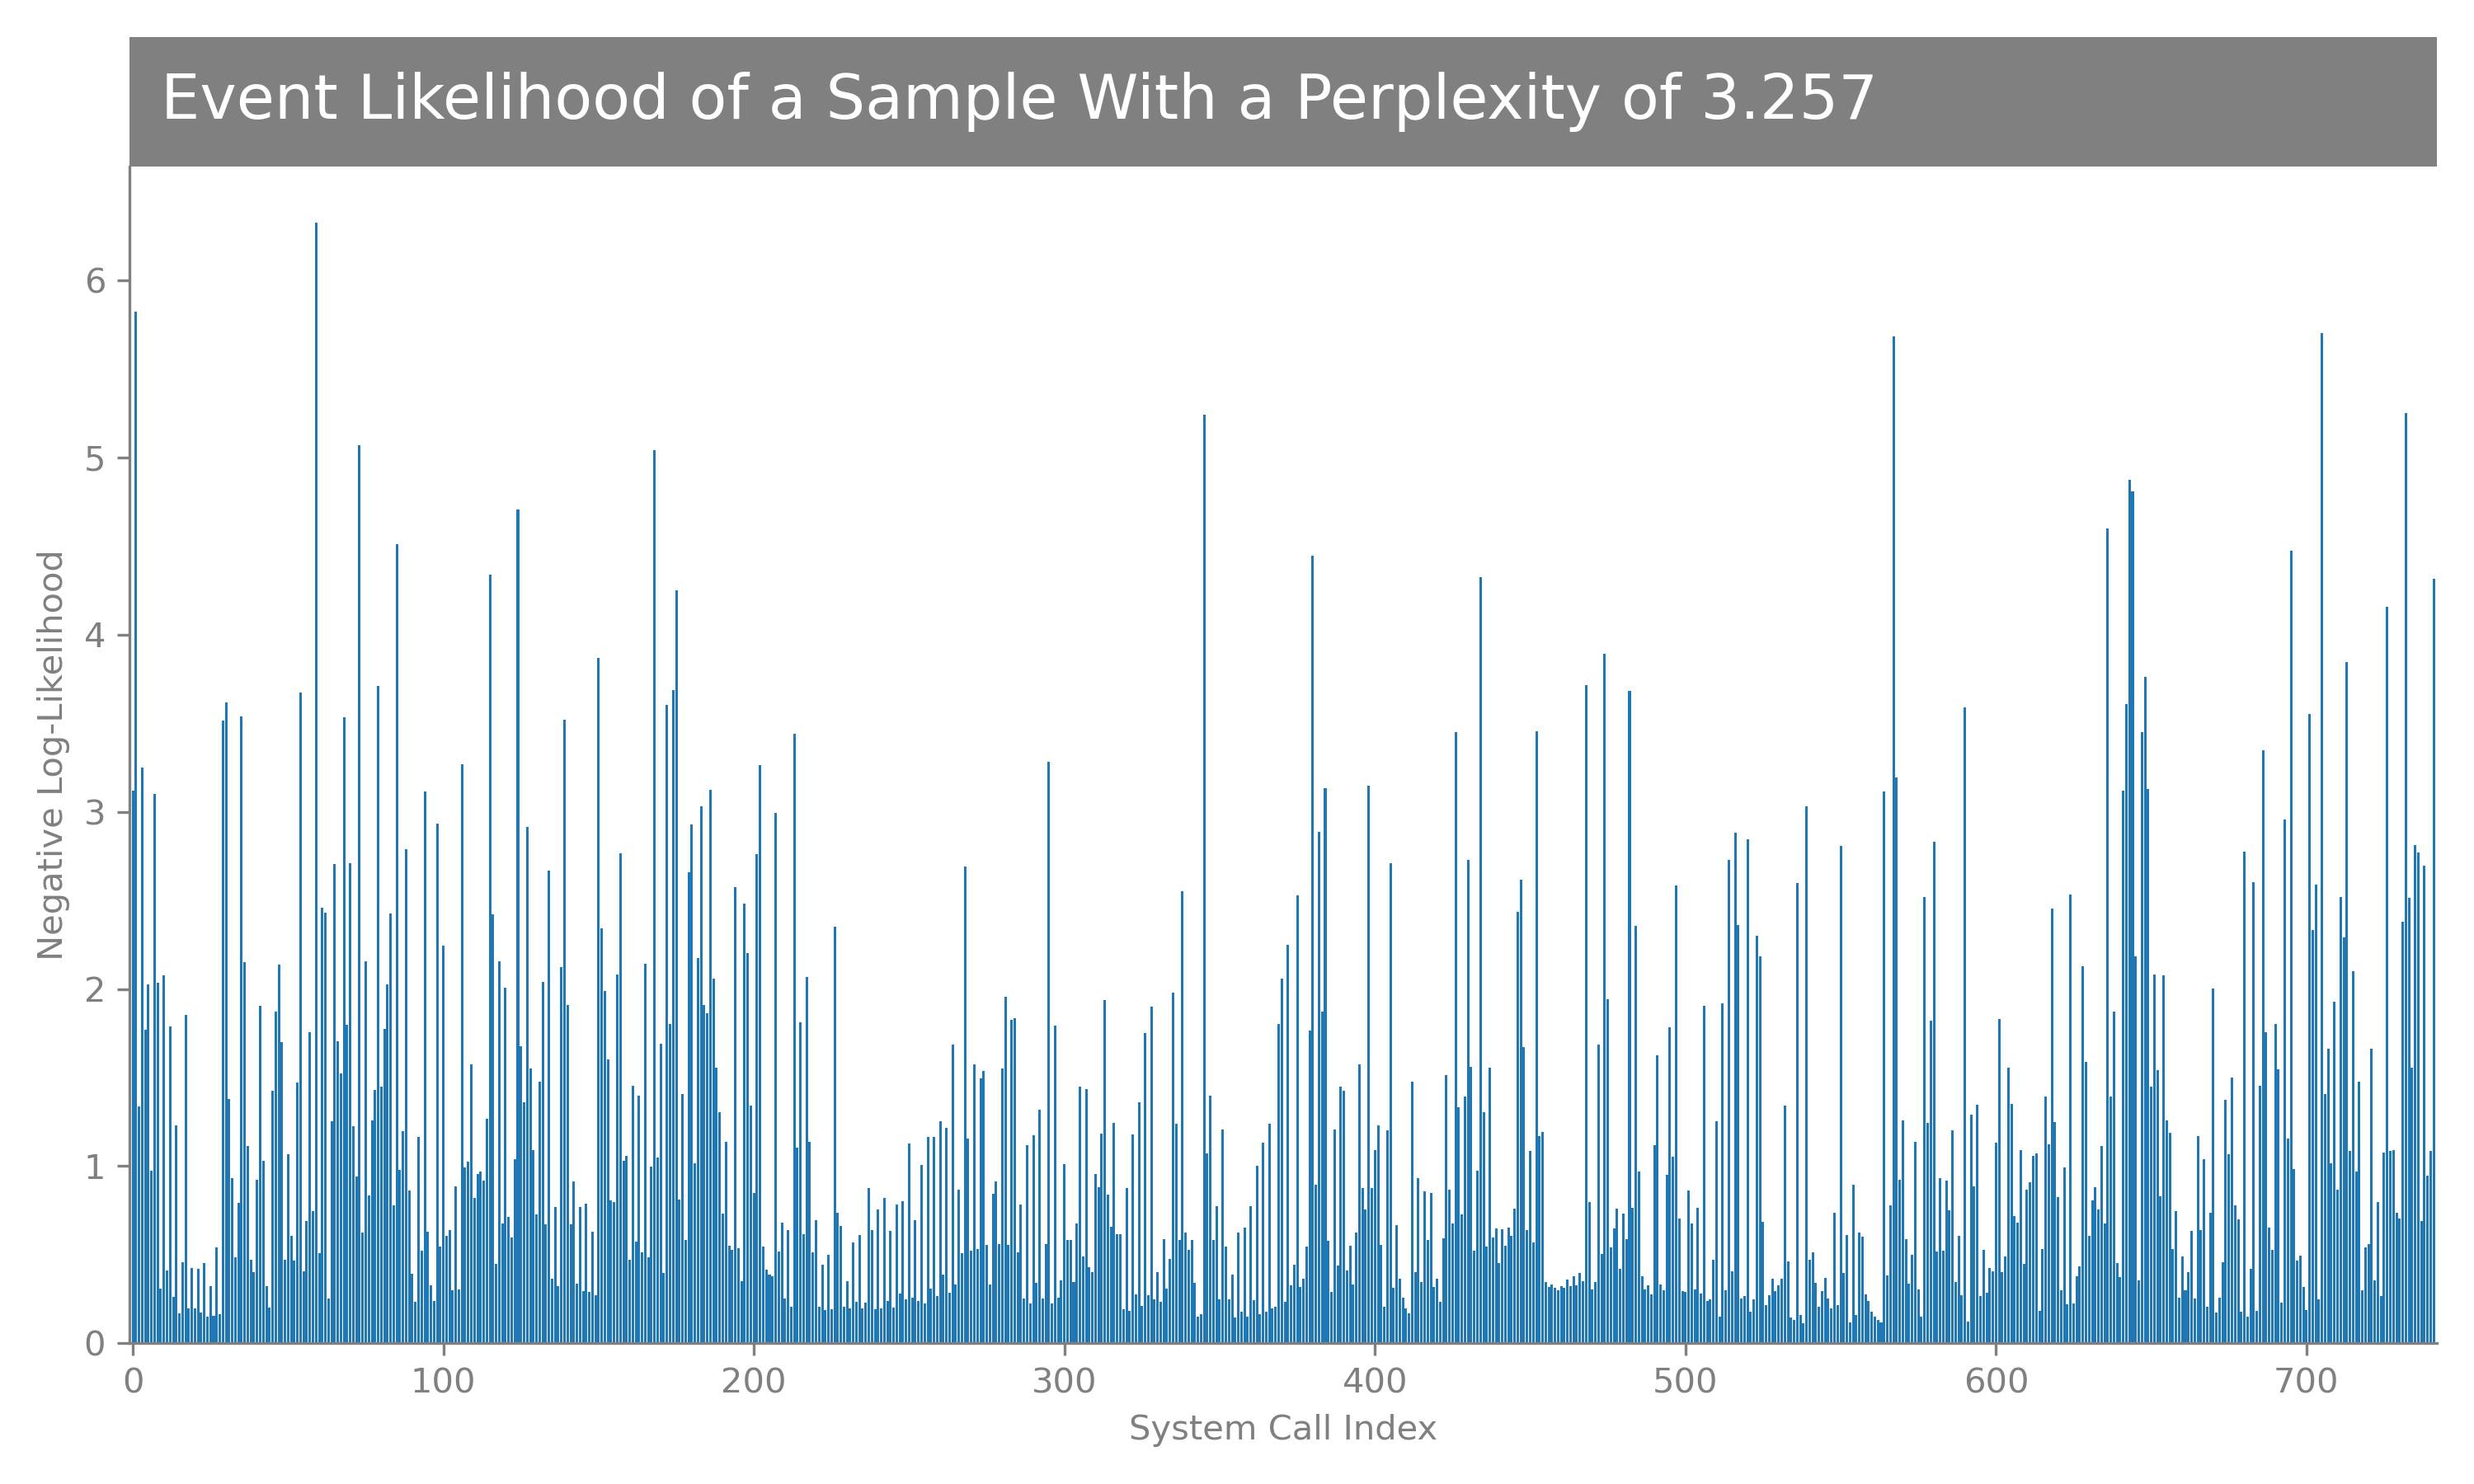 Event Likelihood of a Sample With a Perplexity of 3.257
Negative Log-Likelihood
6
5
4
3
2
1
0
0 100 200 300 400 500 600 700
System Call Index